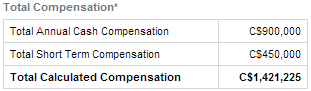 Total Compensation*
Total Annual Cash Compensation C$900,000
Total Short Term Compensation C$450,000
Total Calculated Compensation C$1,421,225